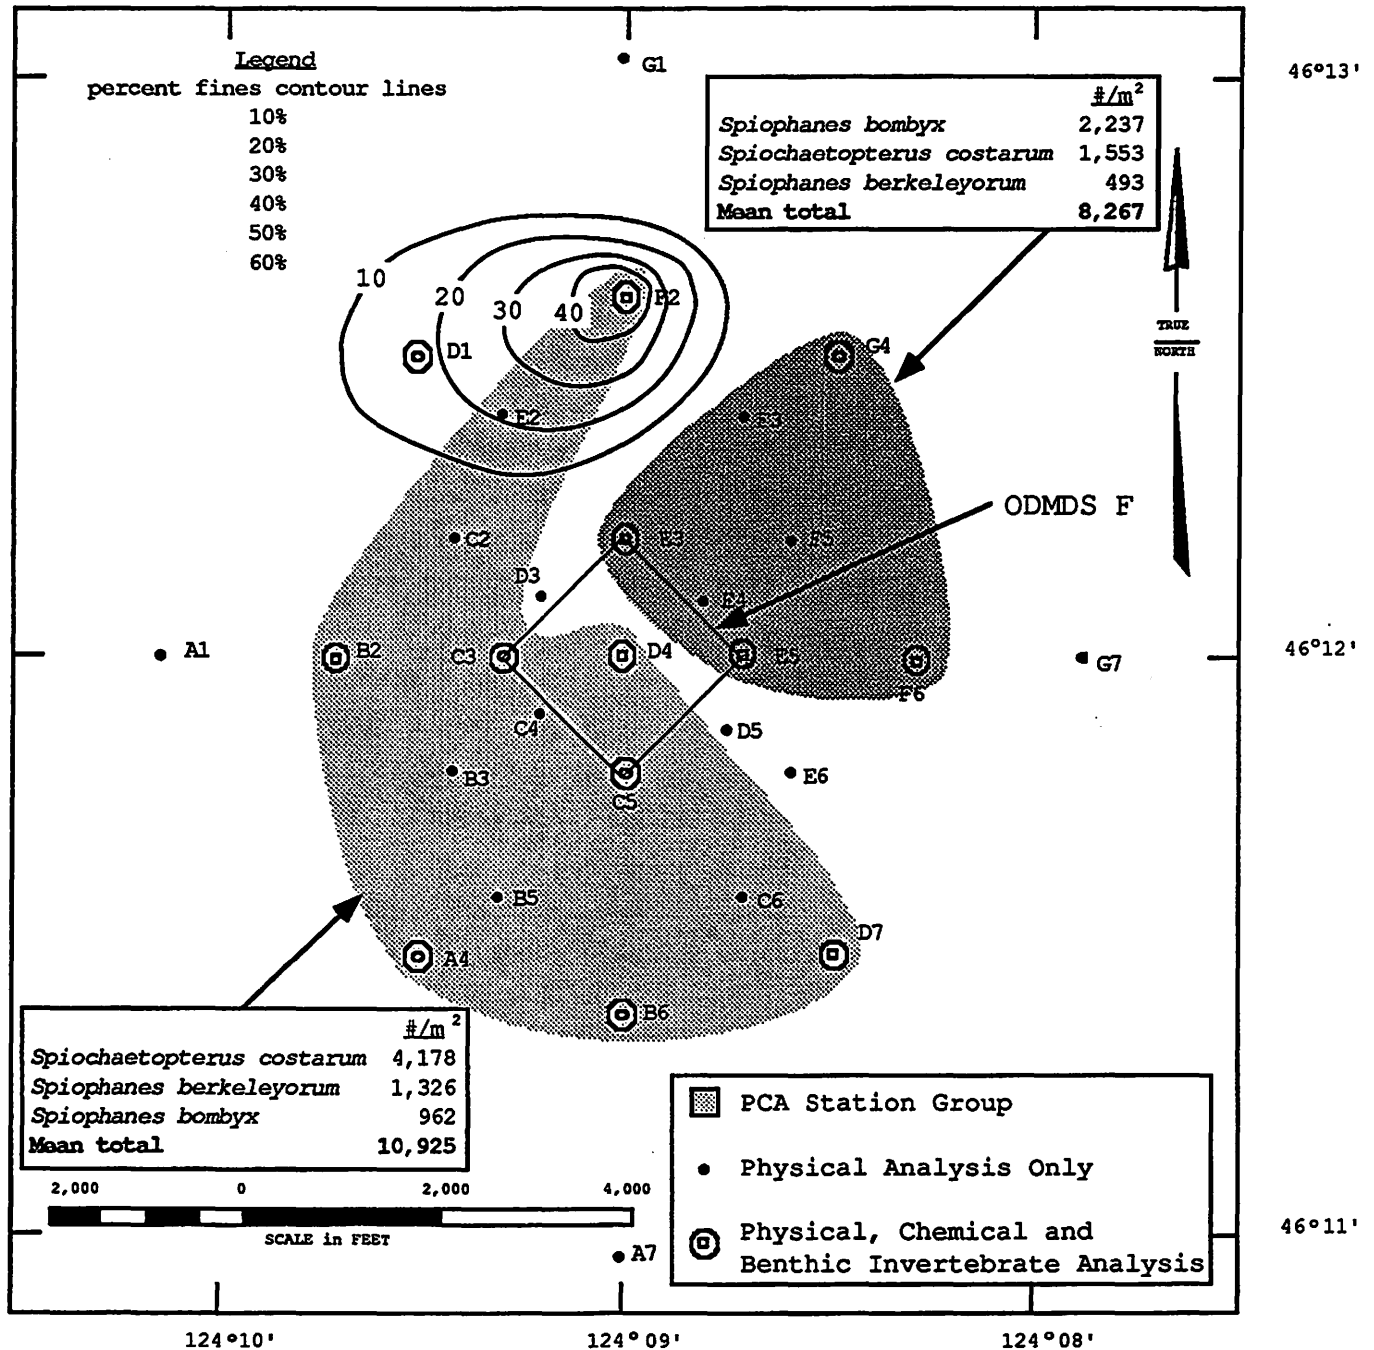 Legend
percent fines contour lines
10%
20%
30%
40%
50%
60%
G1
46°13'
#/m²
Spiophanes bombyx 2,237
Spiochaetopterus costarum 1,553
Spiophanes berkeleyorum 493
Mean total 8,267
TRUE
NORTH
10
20
30
40
F2
D1
E2
G4
F3
ODMDS F
C2
E3
F5
D3
E4
A1
B2
C3
D4
E5
F6
G7
46°12'
C4
D5
B3
E6
C5
B5
C6
A4
D7
B6
#/m²
Spiochaetopterus costarum 4,178
Spiophanes berkeleyorum 1,326
Spiophanes bombyx 962
Mean total 10,925
2,000 0 2,000 4,000
SCALE in FEET
A7
PCA Station Group
Physical Analysis Only
Physical, Chemical and
Benthic Invertebrate Analysis
46°11'
124°10' 124°09' 124°08'